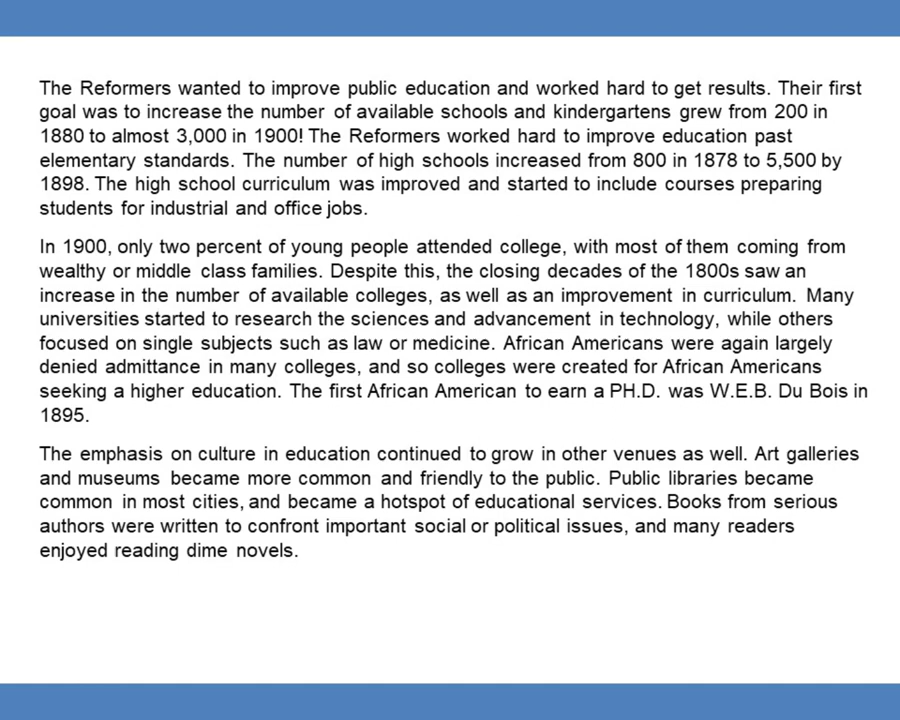 The Reformers wanted to improve public education and worked hard to get results. Their first
goal was to increase the number of available schools and kindergartens grew from 200 in
1880 to almost 3,000 in 1900! The Reformers worked hard to improve education past
elementary standards. The number of high schools increased from 800 in 1878 to 5,500 by
1898. The high school curriculum was improved and started to include courses preparing
students for industrial and office jobs.
In 1900, only two percent of young people attended college, with most of them coming from
wealthy or middle class families. Despite this, the closing decades of the 1800s saw an
increase in the number of available colleges, as well as an improvement in curriculum. Many
universities started to research the sciences and advancement in technology, while others
focused on single subjects such as law or medicine. African Americans were again largely
denied admittance in many colleges, and so colleges were created for African Americans
seeking a higher education. The first African American to earn a PH.D. was W.E.B. Du Bois in
1895.
The emphasis on culture in education continued to grow in other venues as well. Art galleries
and museums became more common and friendly to the public. Public libraries became
common in most cities, and became a hotspot of educational services. Books from serious
authors were written to confront important social or political issues, and many readers
enjoyed reading dime novels.